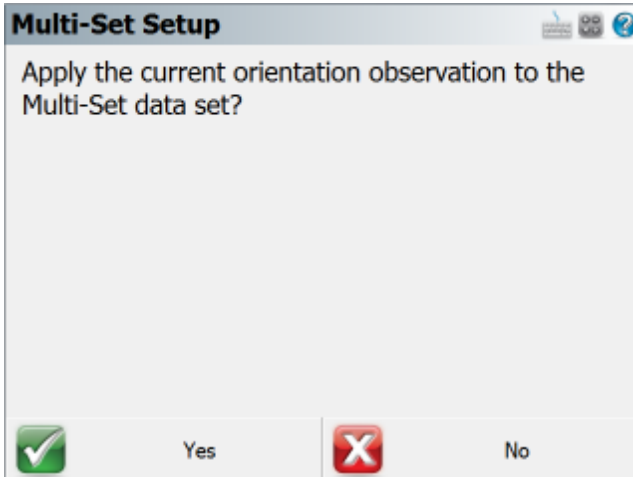 Multi-Set Setup
Apply the current orientation observation to the
Multi-Set data set?
Yes
No